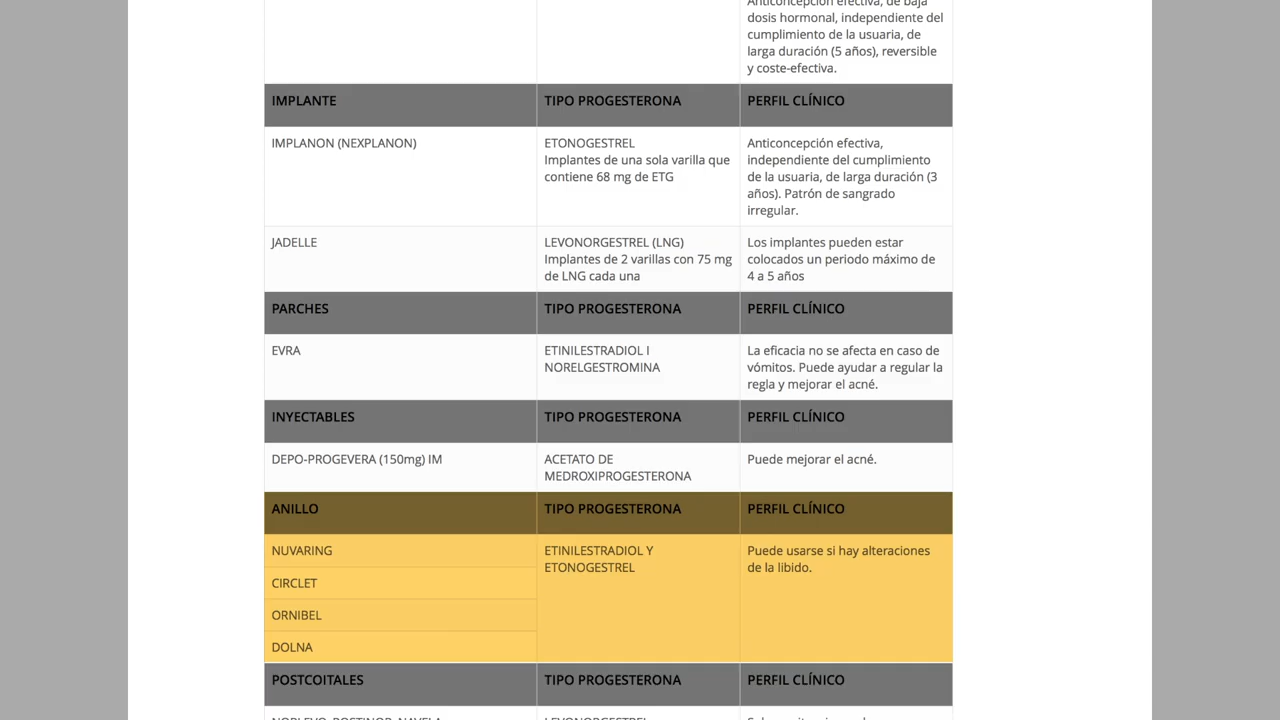 Anticoncepción efectiva, de baja
dosis hormonal, independiente del
cumplimiento de la usuaria, de
larga duración (5 años), reversible
y coste-efectiva.
IMPLANTE TIPO PROGESTERONA PERFIL CLÍNICO
IMPLANON (NEXPLANON)
ETONOGESTREL
Implantes de una sola varilla que
contiene 68 mg de ETG
Anticoncepción efectiva,
independiente del cumplimiento
de la usuaria, de larga duración (3
años). Patrón de sangrado
irregular.
JADELLE
LEVONORGESTREL (LNG)
Implantes de 2 varillas con 75 mg
de LNG cada una
Los implantes pueden estar
colocados un periodo máximo de
4 a 5 años
PARCHES TIPO PROGESTERONA PERFIL CLÍNICO
EVRA
ETINILESTRADIOL I
NORELGESTROMINA
La eficacia no se afecta en caso de
vómitos. Puede ayudar a regular la
regla y mejorar el acné.
INYECTABLES TIPO PROGESTERONA PERFIL CLÍNICO
DEPO-PROGEVERA (150mg) IM
ACETATO DE
MEDROXIPROGESTERONA
Puede mejorar el acné.
ANILLO TIPO PROGESTERONA PERFIL CLÍNICO
NUVARING
CIRCLET
ORNIBEL
DOLNA
ETINILESTRADIOL Y
ETONOGESTREL
Puede usarse si hay alteraciones
de la libido.
POSTCOITALES TIPO PROGESTERONA PERFIL CLÍNICO
LEVONORGESTREL